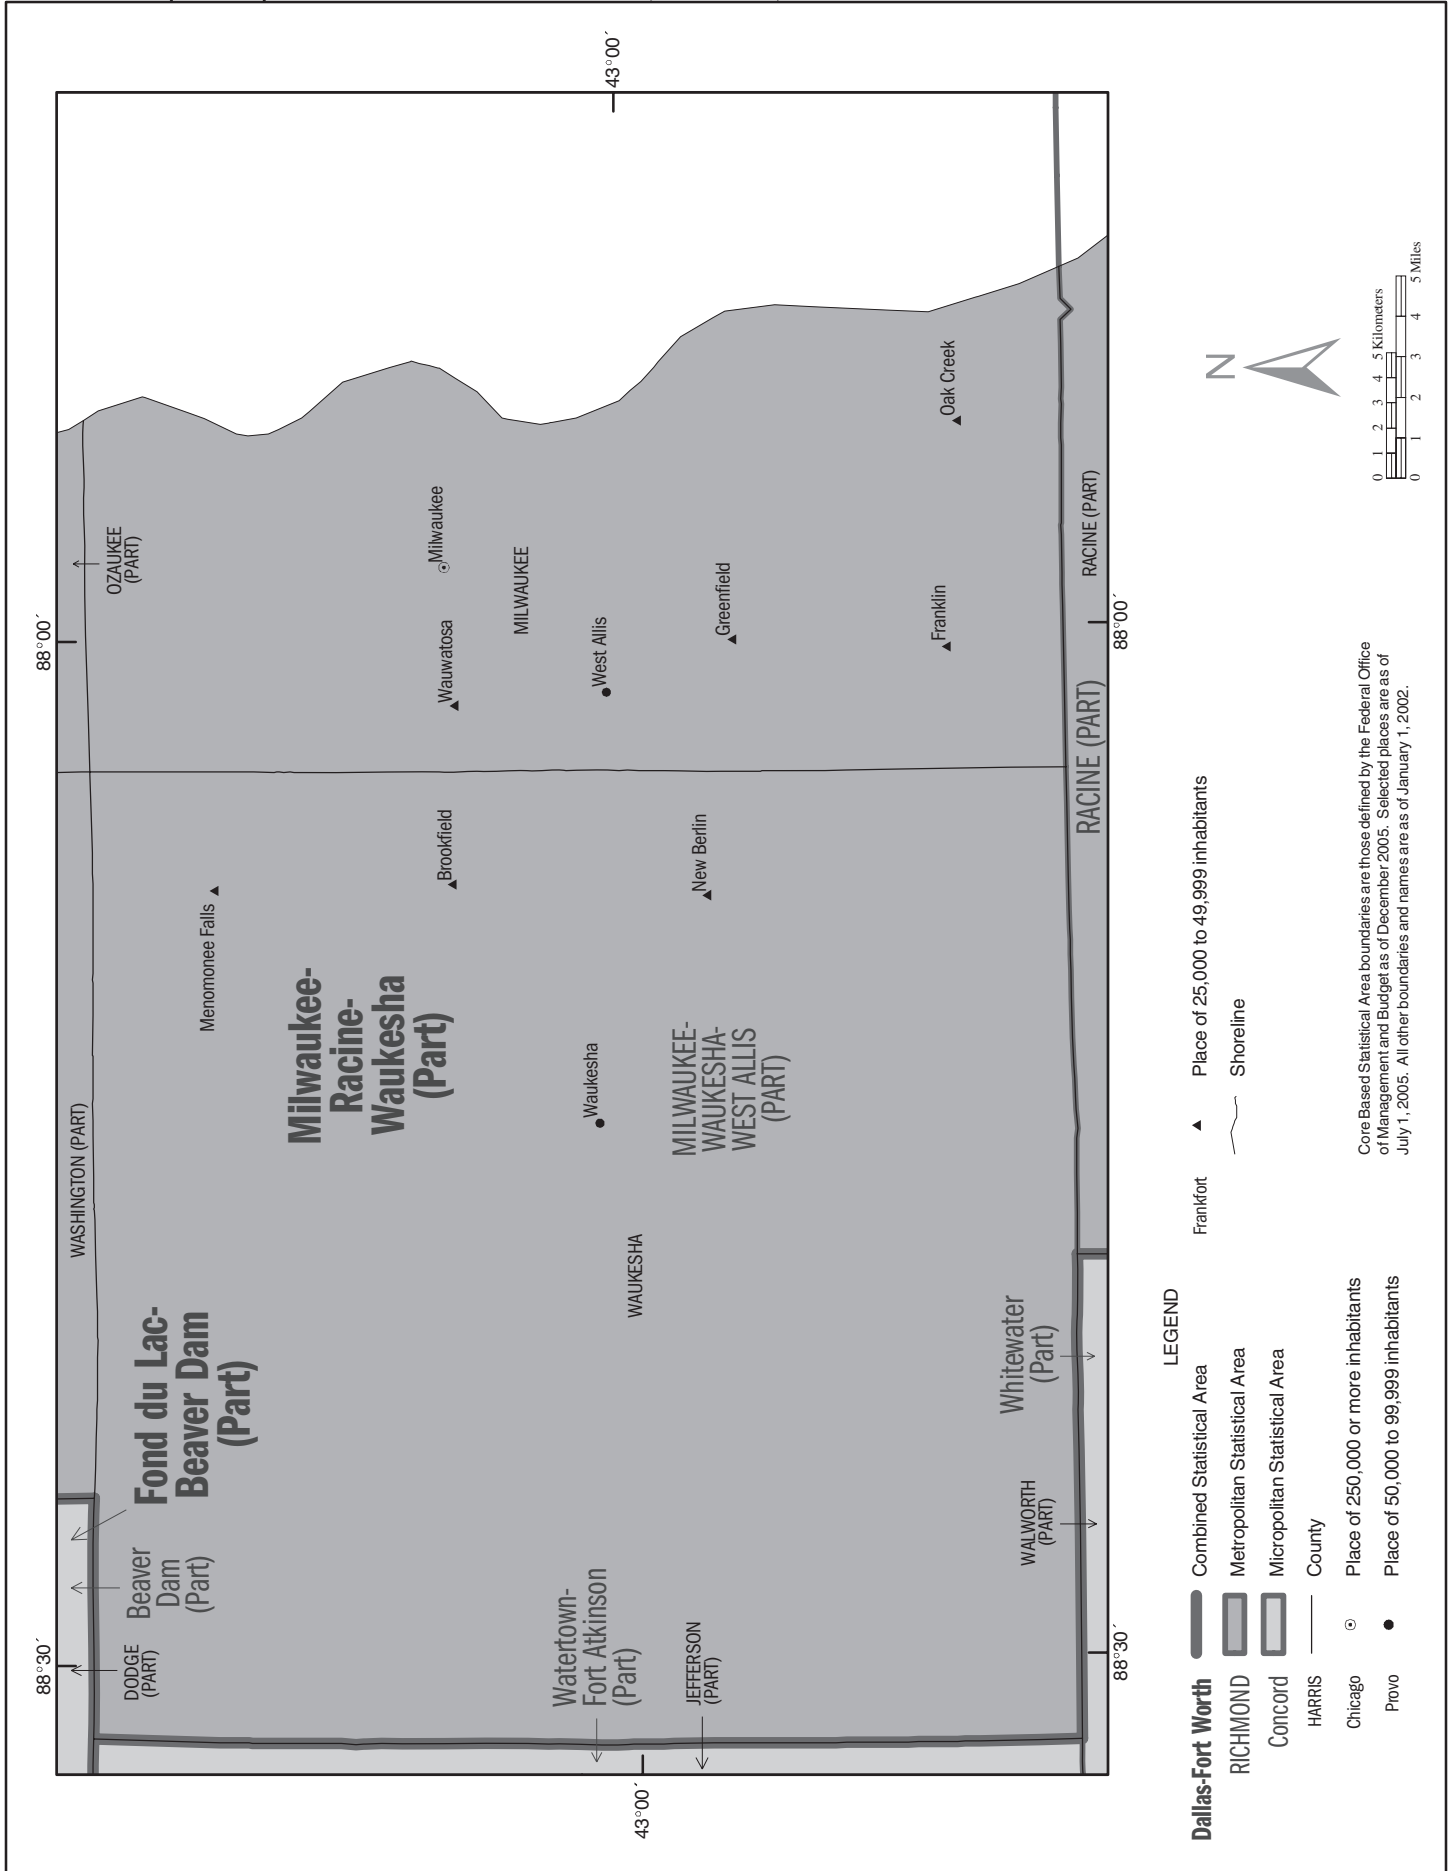 88°30´
88°00´
DODGE
(PART)
Beaver
Dam
(Part)
Fond du Lac-
Beaver Dam
(Part)
WASHINGTON (PART)
OZAUKEE
(PART)
Menomonee Falls
Milwaukee-
Racine-
Waukesha
(Part)
Brookfield
Wauwatosa
Milwaukee
MILWAUKEE
Watertown-
Fort Atkinson
(Part)
Waukesha
West Allis
43°00´
43°00´
WAUKESHA
JEFFERSON
(PART)
MILWAUKEE-
WAUKESHA-
WEST ALLIS
(PART)
New Berlin
Greenfield
Franklin
Oak Creek
Whitewater
(Part)
WALWORTH
(PART)
RACINE (PART)
RACINE (PART)
88°30´
88°00´
LEGEND
Dallas-Fort Worth Combined Statistical Area
RICHMOND Metropolitan Statistical Area
Concord Micropolitan Statistical Area
HARRIS County
Chicago Place of 250,000 or more inhabitants
Provo Place of 50,000 to 99,999 inhabitants
Frankfort Place of 25,000 to 49,999 inhabitants
Shoreline
N
0 1 2 3 4 5 Kilometers
0 1 2 3 4 5 Miles
Core Based Statistical Area boundaries are those defined by the Federal Office
of Management and Budget as of December 2005. Selected places are as of
July 1, 2005. All other boundaries and names are as of January 1, 2002.